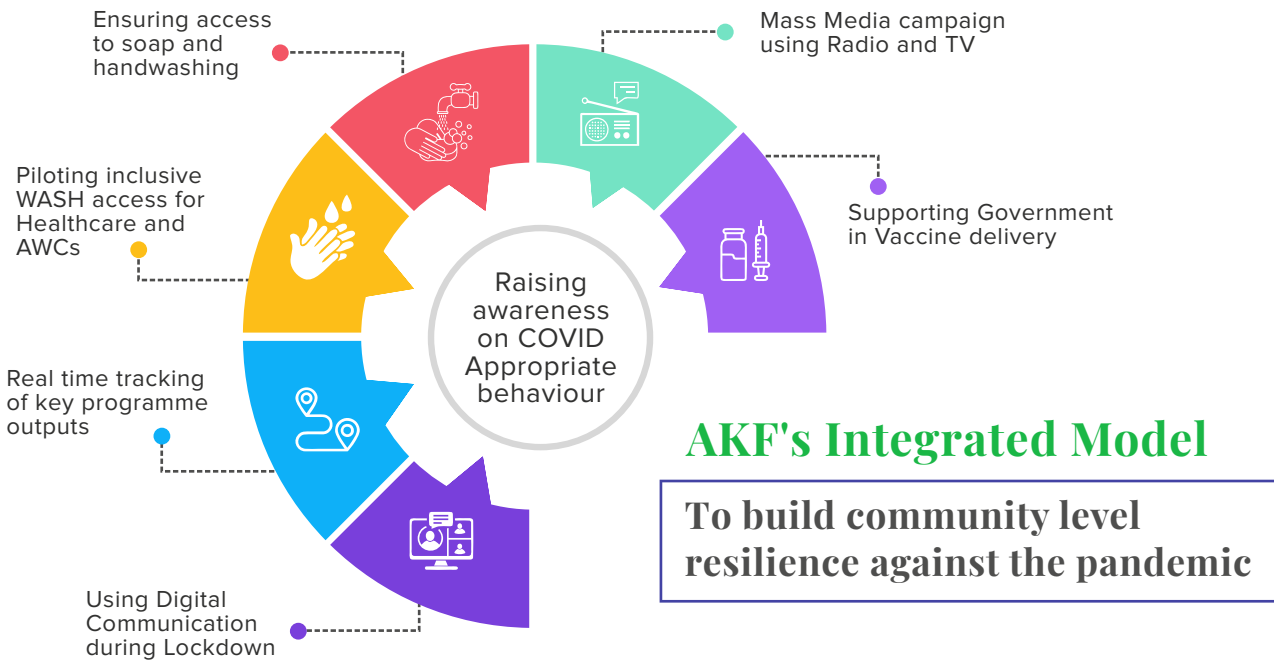 Ensuring access
to soap and
handwashing
Mass Media campaign
using Radio and TV
Piloting inclusive
WASH access for
Healthcare and
AWCs
Supporting Government
in Vaccine delivery
Raising
awareness
on COVID
Appropriate
behaviour
Real time tracking
of key programme
outputs
AKF's Integrated Model
To build community level
resilience against the pandemic
Using Digital
Communication
during Lockdown